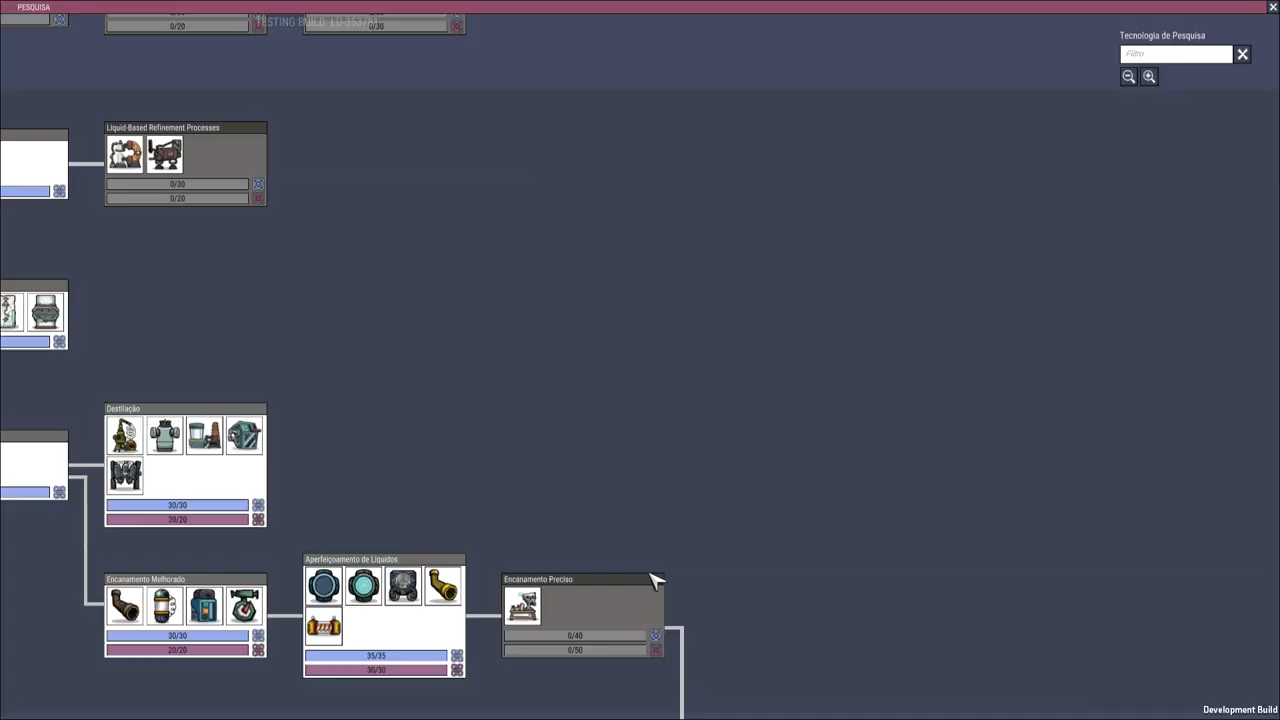 PESQUISA
TESTING BUILD
0/20
0/30
Tecnologia de Pesquisa
Filtro
Liquid-Based Refinement Processes
0/30
0/20
Destilação
30/30
20/20
Aperfeiçoamento de Líquidos
Encanamento Melhorado
Encanamento Preciso
30/30
0/40
20/20
0/50
35/35
30/30
Development Build